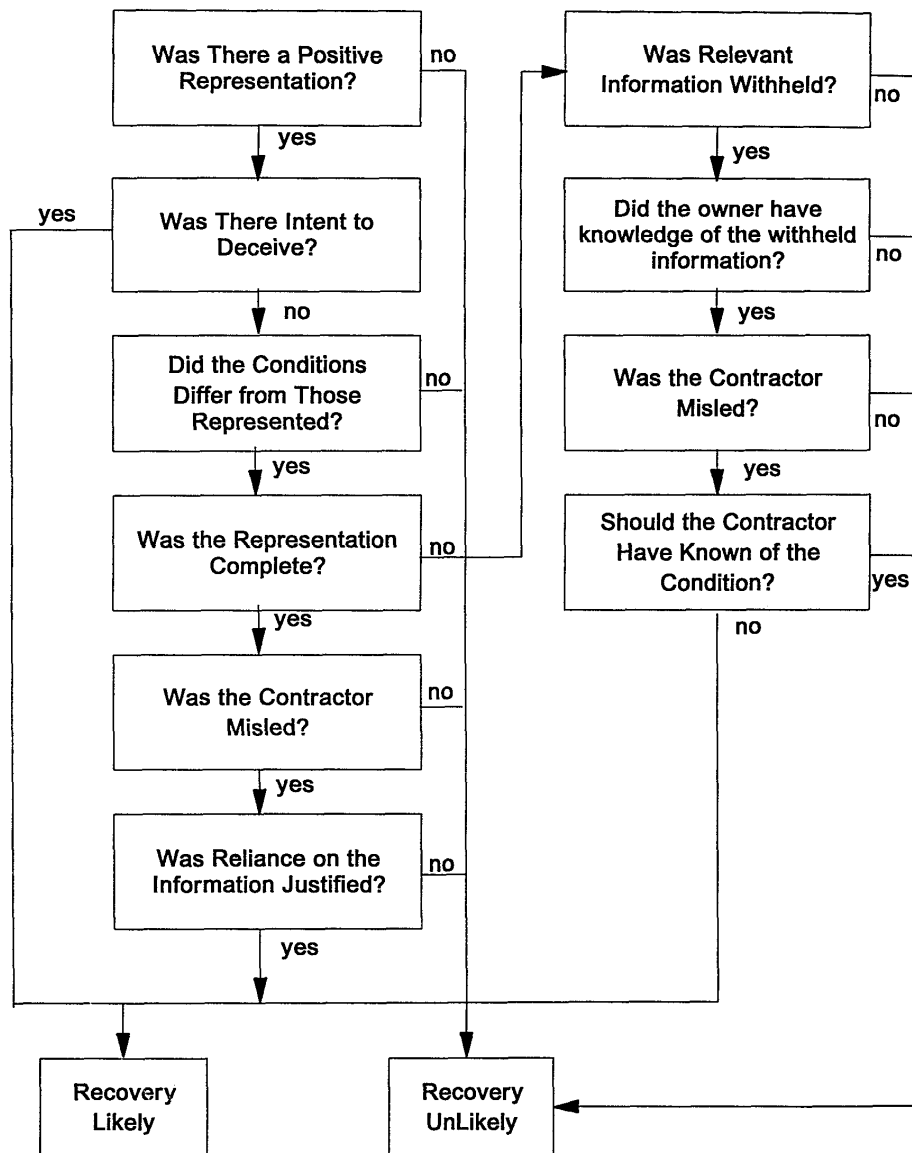 Was There a Positive
Representation?
no
yes
Was There Intent to
Deceive?
yes
no
Did the Conditions
Differ from Those
Represented?
no
yes
Was the Representation
Complete?
no
yes
Was the Contractor
Misled?
no
yes
Was Reliance on the
Information Justified?
no
yes
Was Relevant
Information Withheld?
no
yes
Did the owner have
knowledge of the withheld
information?
no
yes
Was the Contractor
Misled?
no
yes
Should the Contractor
Have Known of the
Condition?
yes
no
Recovery
Likely
Recovery
UnLikely